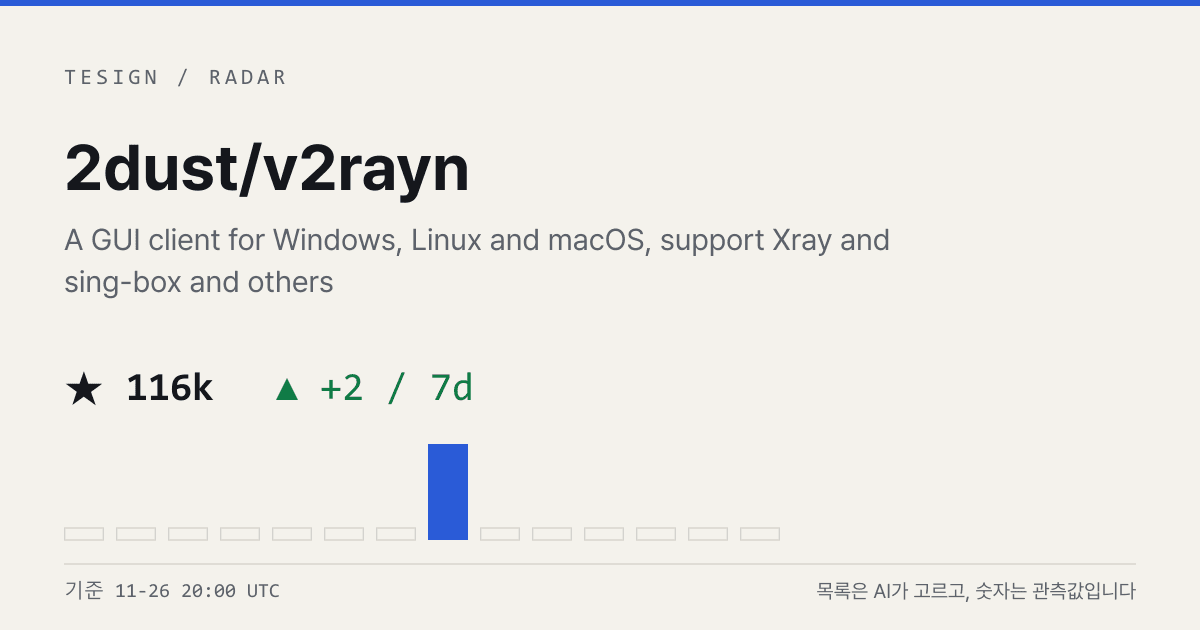 TESIGN / RADAR
2dust/v2rayn
A GUI client for Windows, Linux and macOS, support Xray and
sing-box and others
★ 116k ▲ +2 / 7d
기준 11-26 20:00 UTC
목록은 AI가 고르고, 숫자는 관측값입니다